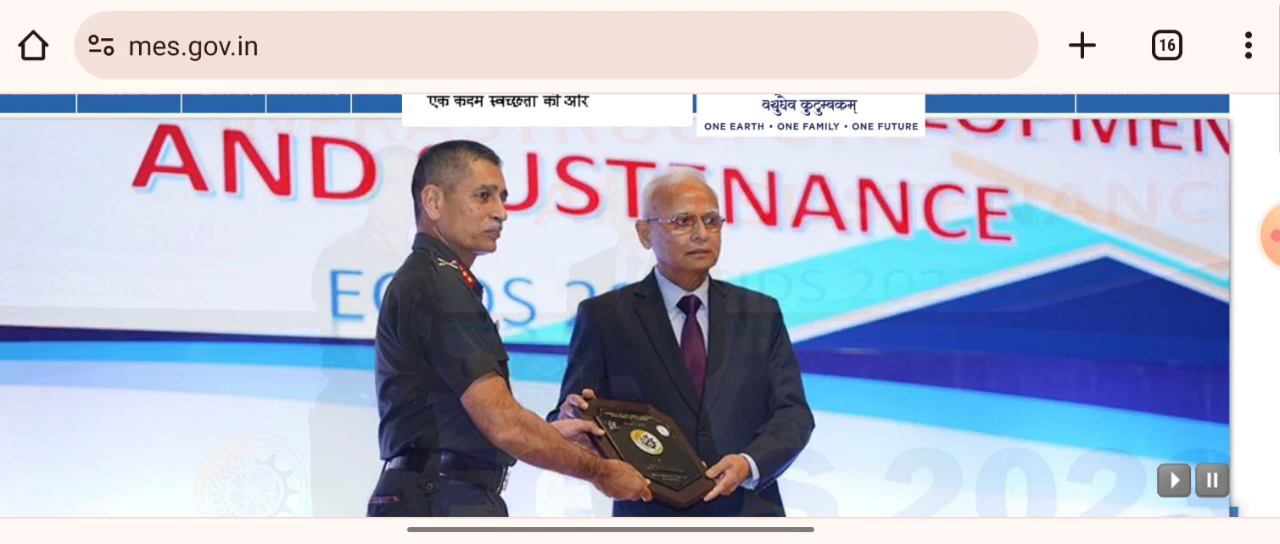 mes.gov.in
16
एक कदम स्वच्छता की ओर
वसुधैव कुटुम्बकम्
ONE EARTH • ONE FAMILY • ONE FUTURE
AND SUSTENANCE
2023